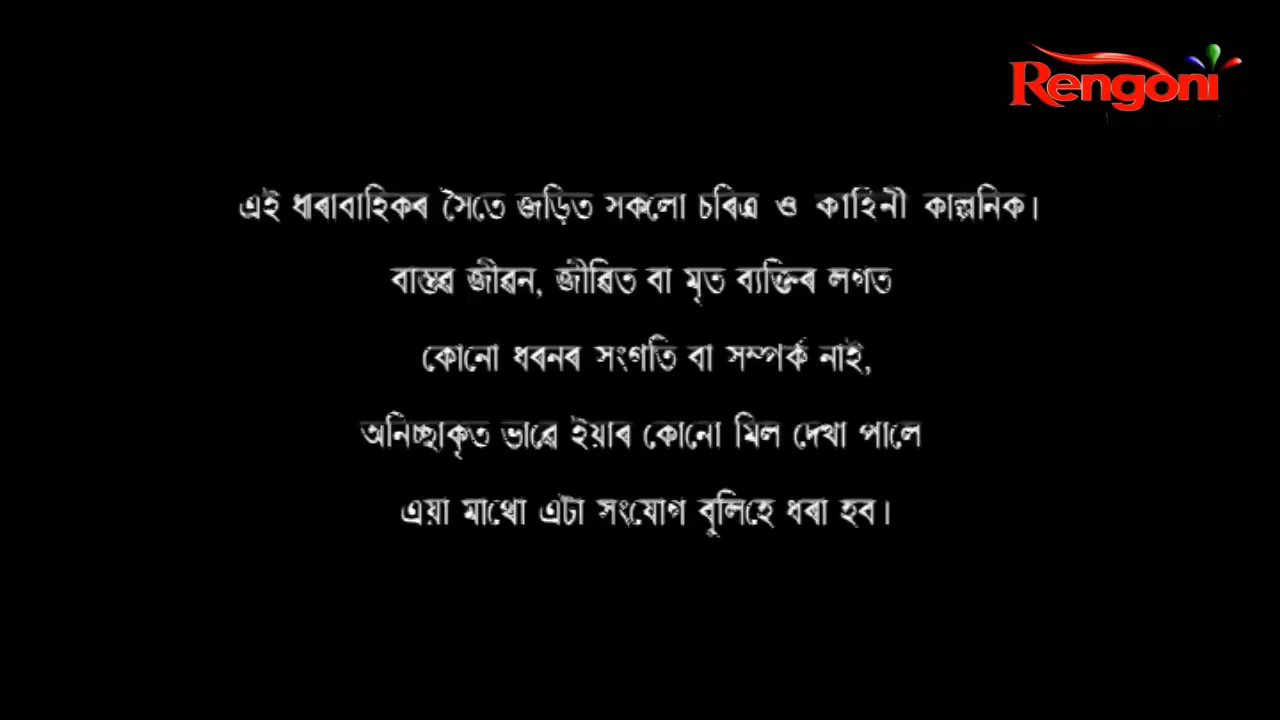 Rengoni
এই ধাৰাবাহিকৰ সৈতে জড়িত সকলো চৰিত্ৰ ও কাহিনী কাল্পনিক।
বাস্তৱ জীৱন, জীৱিত বা মৃত ব্যক্তিৰ লগত
কোনো ধৰনৰ সংগতি বা সম্পৰ্ক নাই,
অনিচ্ছাকৃত ভাৱে ইয়াৰ কোনো মিল দেখা পালে
এয়া মাথো এটা সংযোগ বুলিহে ধৰা হব।